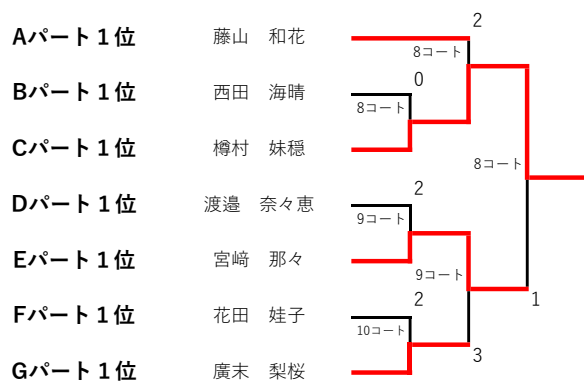 2
Aパート１位 藤山 和花
8コート
0
Bパート１位 西田 海晴
8コート
Cパート１位 樽村 妹穏
8コート
2
Dパート１位 渡邉 奈々恵
9コート
Eパート１位 宮﨑 那々
9コート
2 1
Fパート１位 花田 娃子
10コート
3
Gパート１位 廣末 梨桜